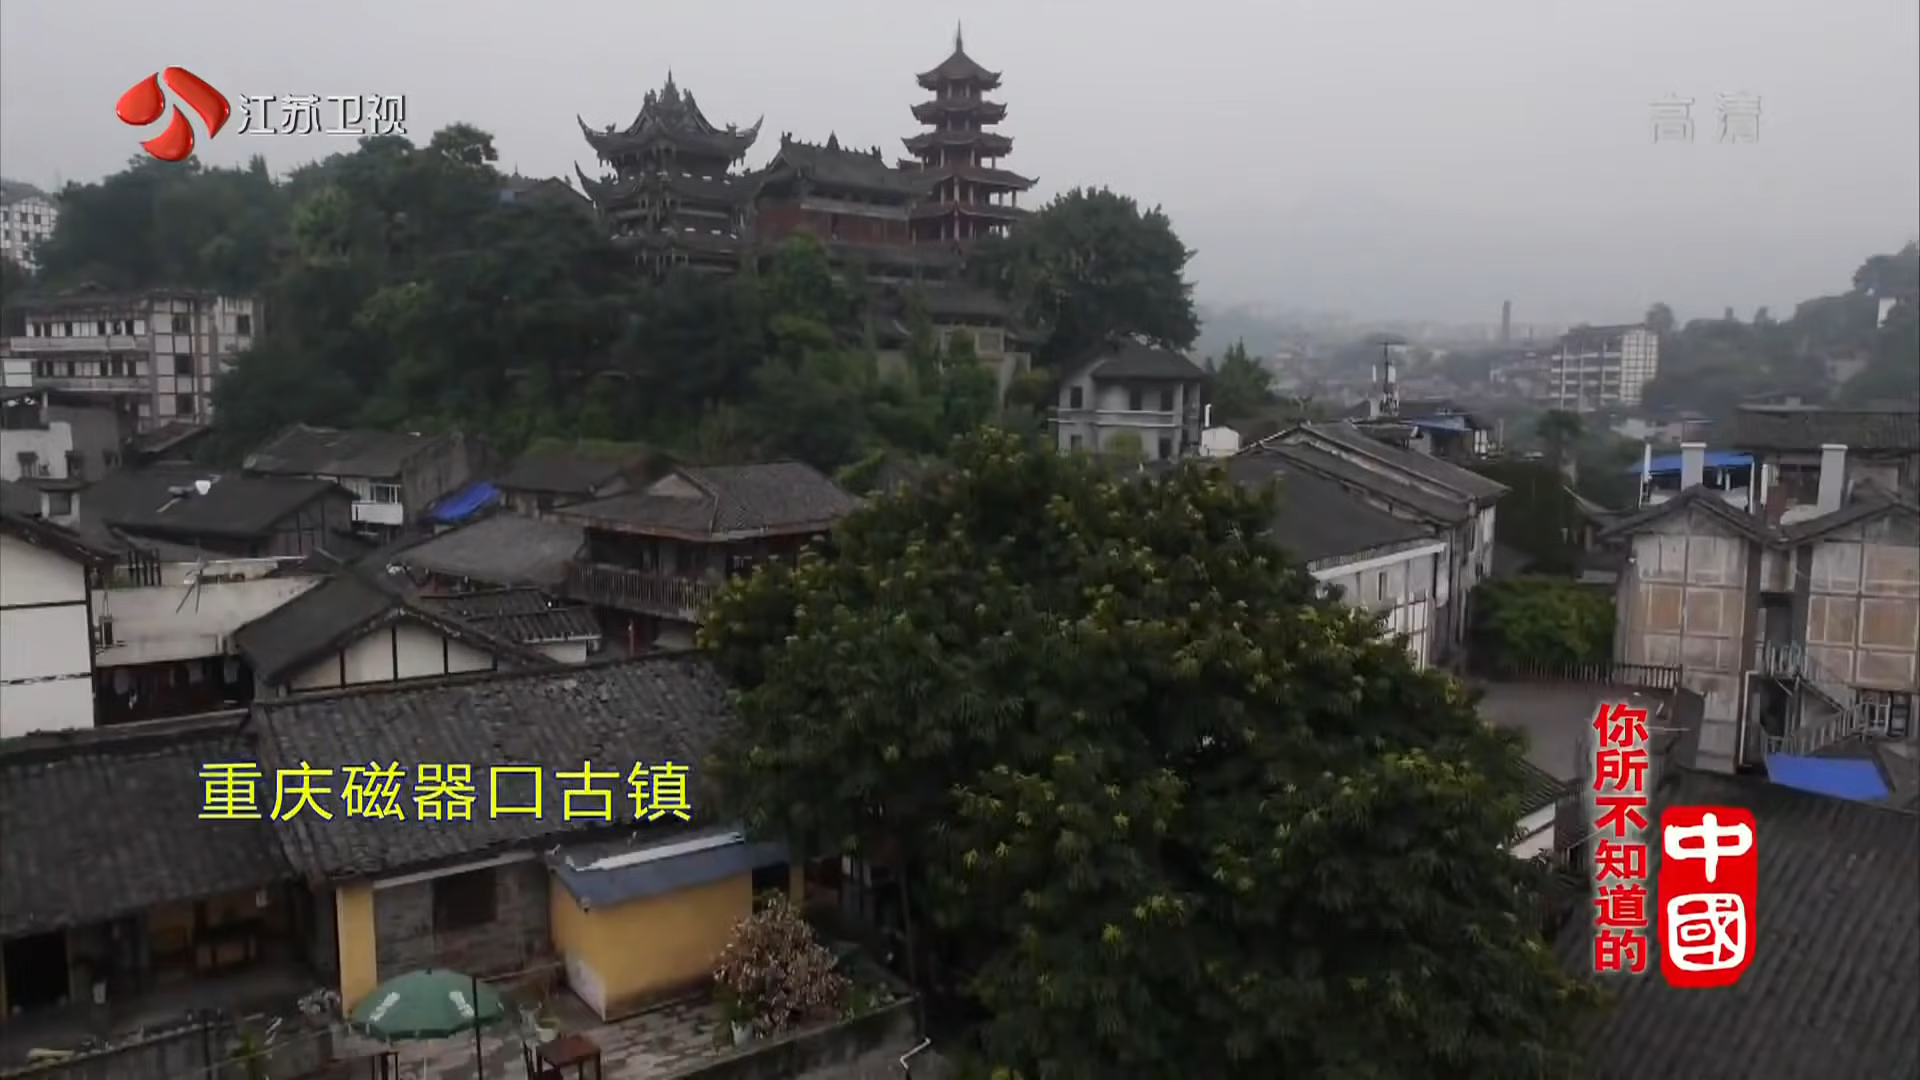 江苏卫视
高清
重庆磁器口古镇
你所不知道的
中國